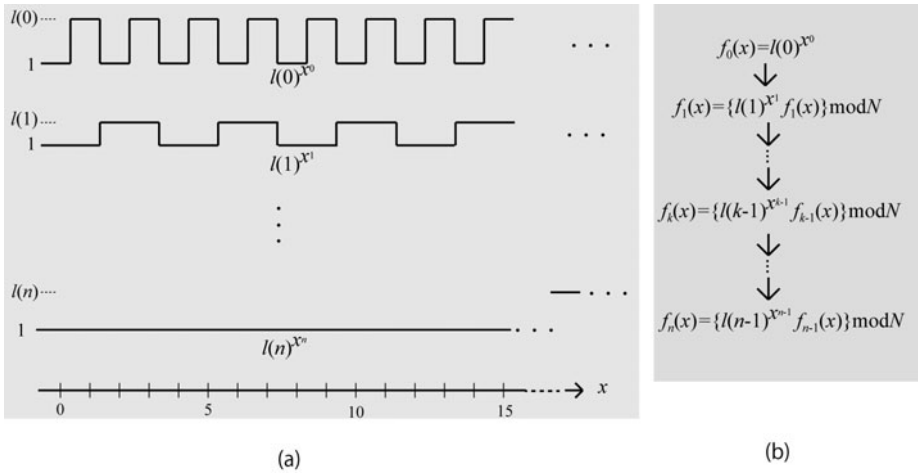 l(0)
1
l(0)^x₀
l(1)
1
l(1)^x₁
l(n)
1
l(n)^xₙ
x
0 5 10 15
(a)
f₀(x)=l(0)^x₀
f₁(x)={l(1)^x₁ f₁(x)}modN
fₖ(x)={l(k-1)^xₖ₋₁ fₖ₋₁(x)}modN
fₙ(x)={l(n-1)^xₙ₋₁ fₙ₋₁(x)}modN
(b)